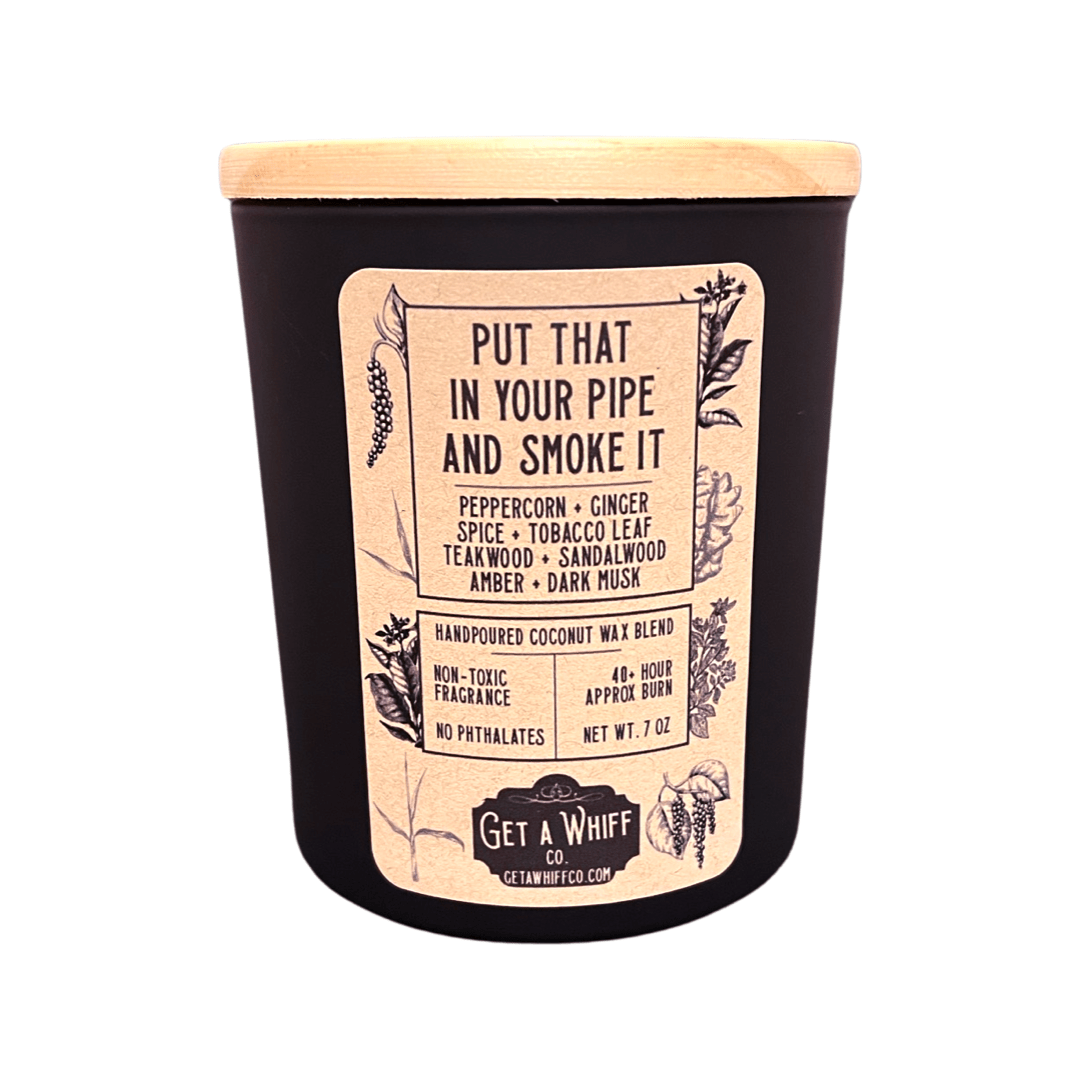 PUT THAT
IN YOUR PIPE
AND SMOKE IT
PEPPERCORN + GINGER
SPICE + TOBACCO LEAF
TEAKWOOD + SANDALWOOD
AMBER + DARK MUSK
HANDPOURED COCONUT WAX BLEND
NON-TOXIC
FRAGRANCE
NO PHTHALATES
40+ HOUR
APPROX BURN
NET WT. 7 OZ
GET A WHIFF
CO.
GETAWHIFFCO.COM